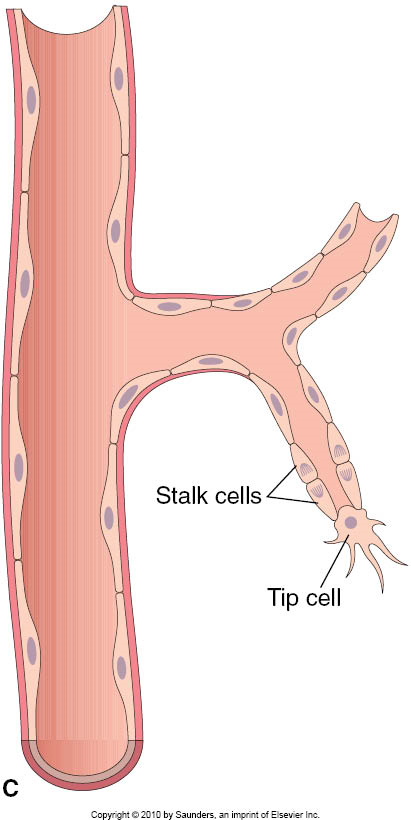 Stalk cells
Tip cell
C
Copyright © 2010 by Saunders, an imprint of Elsevier Inc.